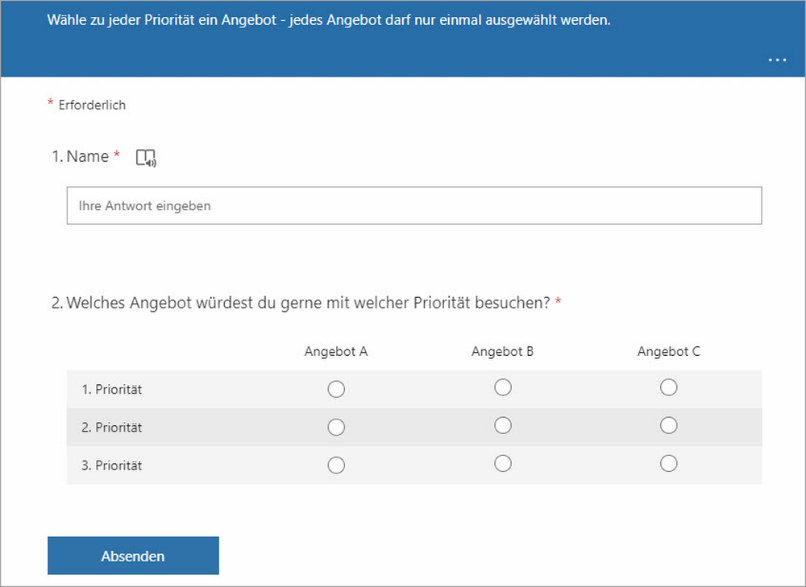 Wähle zu jeder Priorität ein Angebot - jedes Angebot darf nur einmal ausgewählt werden.
...
* Erforderlich
1. Name *
Ihre Antwort eingeben
2. Welches Angebot würdest du gerne mit welcher Priorität besuchen? *
Angebot A Angebot B Angebot C
1. Priorität
2. Priorität
3. Priorität
Absenden